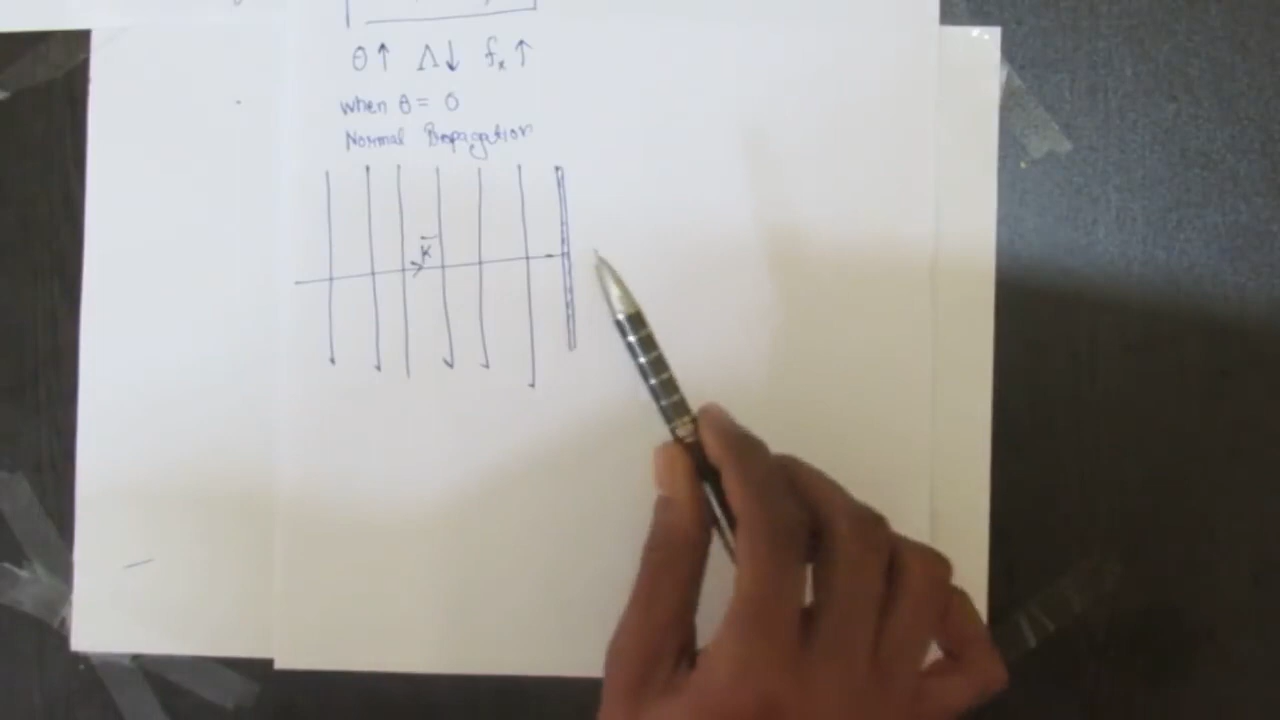 θ↑ Λ↓ fx↑
when θ = 0
Normal Propagation
k̄